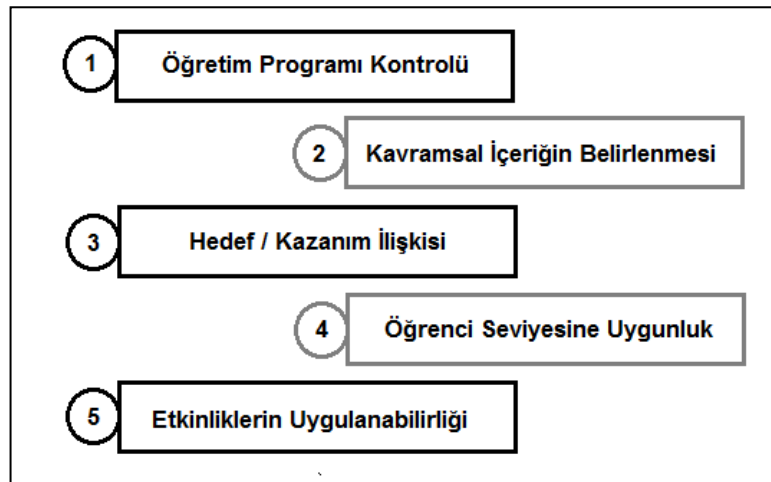 1 Öğretim Programı Kontrolü
2 Kavramsal İçeriğin Belirlenmesi
3 Hedef / Kazanım İlişkisi
4 Öğrenci Seviyesine Uygunluk
5 Etkinliklerin Uygulanabilirliği